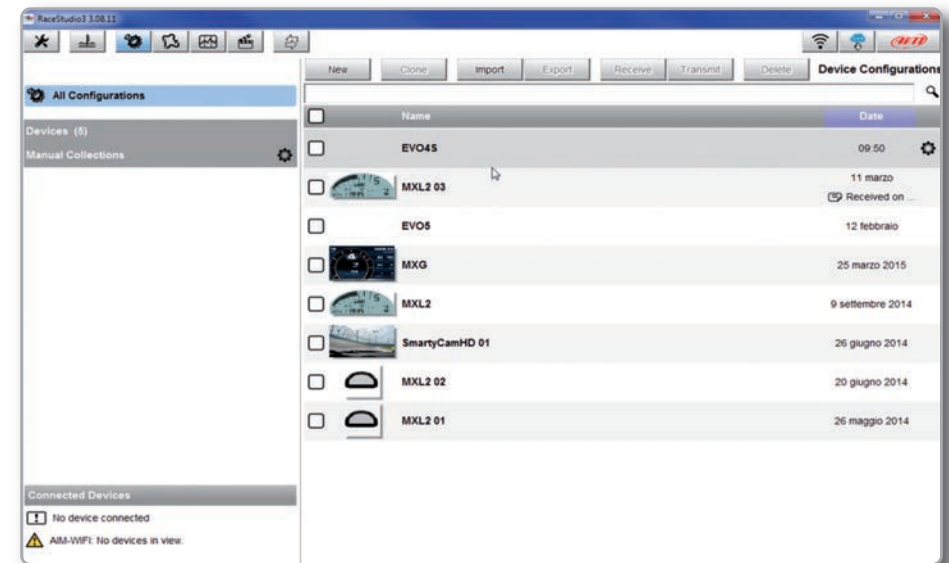 RaceStudio3 3.08.11
AiM
New Clone Import Export Receive Transmit Delete Device Configurations
All Configurations
Name Date
Devices (5)
Manual Collections
EVO4S 09:50
MXL2 03 11 marzo
Received on ...
EVO5 12 febbraio
MXG 25 marzo 2015
MXL2 9 settembre 2014
SmartyCamHD 01 26 giugno 2014
MXL2 02 20 giugno 2014
MXL2 01 26 maggio 2014
Connected Devices
No device connected
AIM-WIFI: No devices in view.